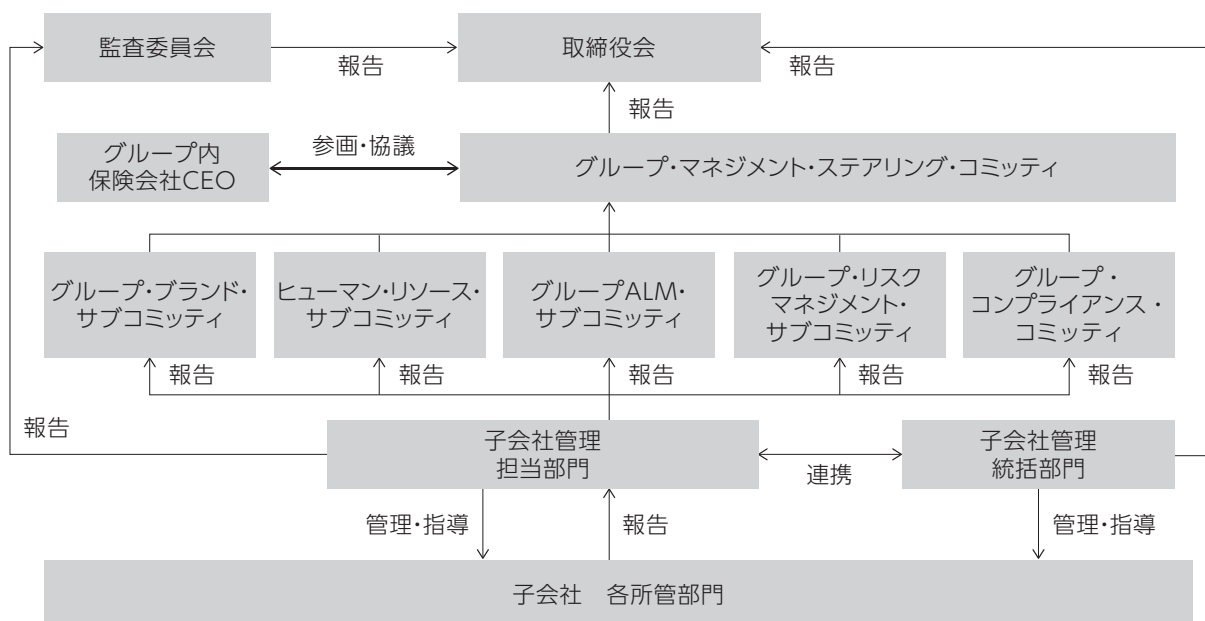 監査委員会
報告
取締役会
報告
報告
グループ内
保険会社CEO
参画・協議
グループ・マネジメント・ステアリング・コミッティ
グループ・ブランド・
サブコミッティ
ヒューマン・リソース・
サブコミッティ
グループALM・
サブコミッティ
グループ・リスク
マネジメント・
サブコミッティ
グループ・
コンプライアンス・
コミッティ
報告
報告
報告
報告
報告
報告
子会社管理
担当部門
連携
子会社管理
統括部門
管理・指導
報告
管理・指導
子会社　各所管部門